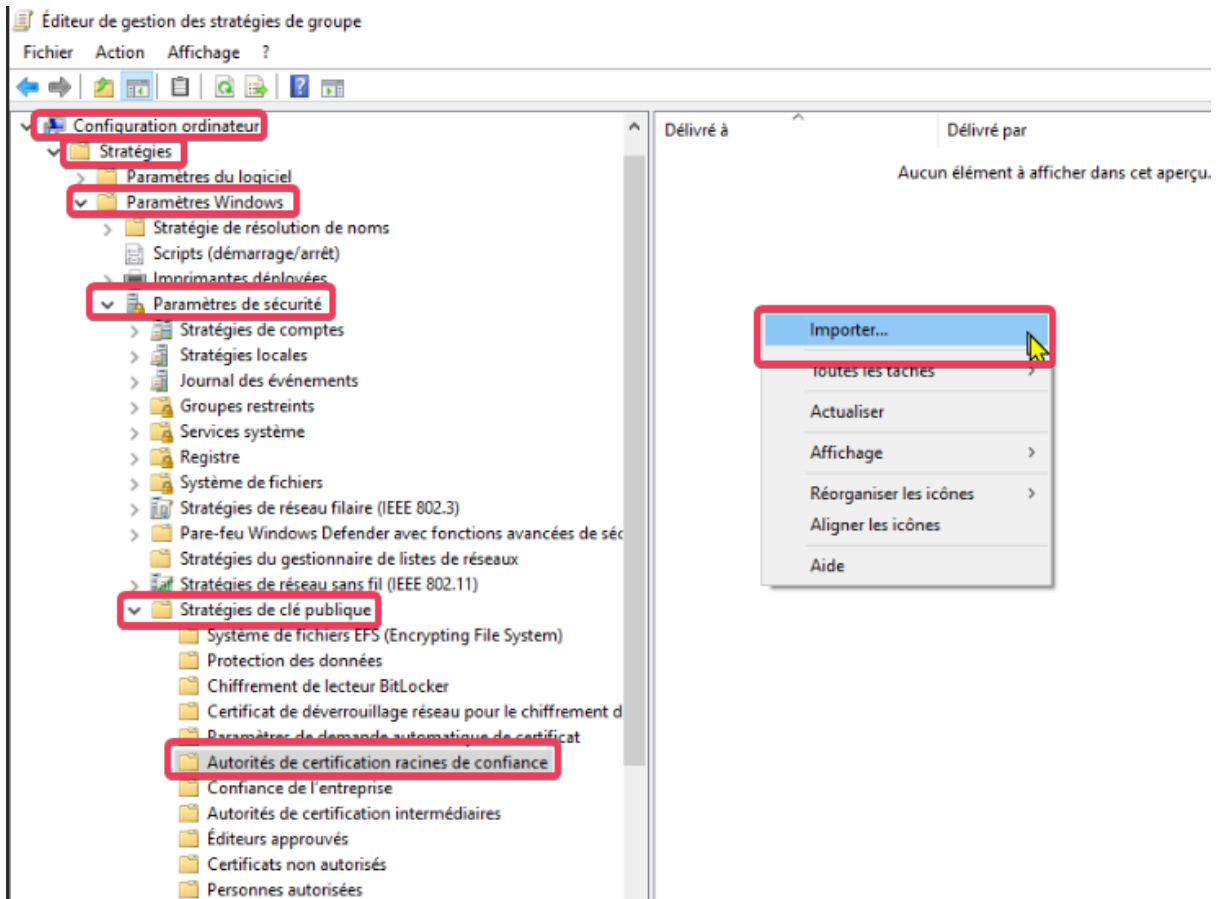 Éditeur de gestion des stratégies de groupe
Fichier Action Affichage ?
Configuration ordinateur
Stratégies
Paramètres du logiciel
Paramètres Windows
Stratégie de résolution de noms
Scripts (démarrage/arrêt)
Imprimantes déployées
Paramètres de sécurité
Stratégies de comptes
Stratégies locales
Journal des événements
Groupes restreints
Services système
Registre
Système de fichiers
Stratégies de réseau filaire (IEEE 802.3)
Pare-feu Windows Defender avec fonctions avancées de séc
Stratégies du gestionnaire de listes de réseaux
Stratégies de réseau sans fil (IEEE 802.11)
Stratégies de clé publique
Système de fichiers EFS (Encrypting File System)
Protection des données
Chiffrement de lecteur BitLocker
Certificat de déverrouillage réseau pour le chiffrement d
Paramètres de demande automatique de certificat
Autorités de certification racines de confiance
Confiance de l'entreprise
Autorités de certification intermédiaires
Éditeurs approuvés
Certificats non autorisés
Personnes autorisées
Délivré à Délivré par
Aucun élément à afficher dans cet aperçu.
Importer...
Toutes les tâches
Actualiser
Affichage
Réorganiser les icônes
Aligner les icônes
Aide